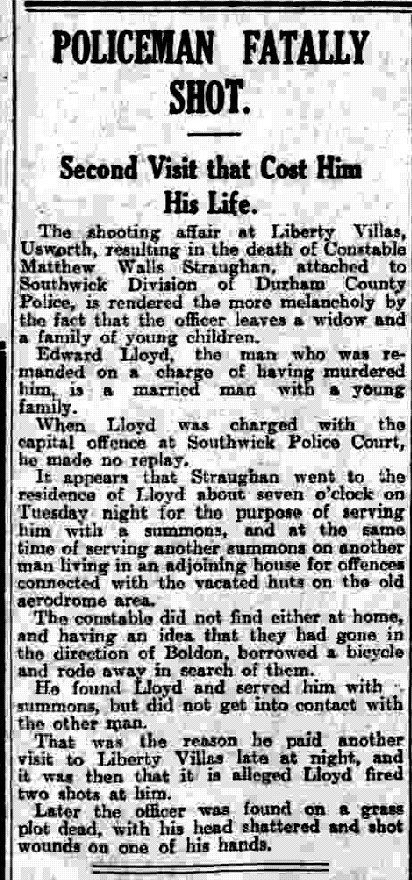 POLICEMAN FATALLY
SHOT.
Second Visit that Cost Him
His Life.
The shooting affair at Liberty Villas,
Usworth, resulting in the death of Constable
Matthew Walls Straughan, attached to
Southwick Division of Durham County
Police, is rendered the more melancholy by
the fact that the officer leaves a widow and
a family of young children.
Edward Lloyd, the man who was re-
manded on a charge of having murdered
him, is a married man with a young
family.
When Lloyd was charged with the
capital offence at Southwick Police Court,
he made no replay.
It appears that Straughan went to the
residence of Lloyd about seven o'clock on
Tuesday night for the purpose of serving
him with a summons, and at the same
time of serving another summons on another
man living in an adjoining house for offences
connected with the vacated huts on the old
aerodrome area.
The constable did not find either at home,
and having an idea that they had gone in
the direction of Boldon, borrowed a bicycle
and rode away in search of them.
He found Lloyd and served him with
summons, but did not get into contact with
the other man.
That was the reason he paid another
visit to Liberty Villas late at night, and
it was then that it is alleged Lloyd fired
two shots at him.
Later the officer was found on a grass
plot dead, with his head shattered and shot
wounds on one of his hands.